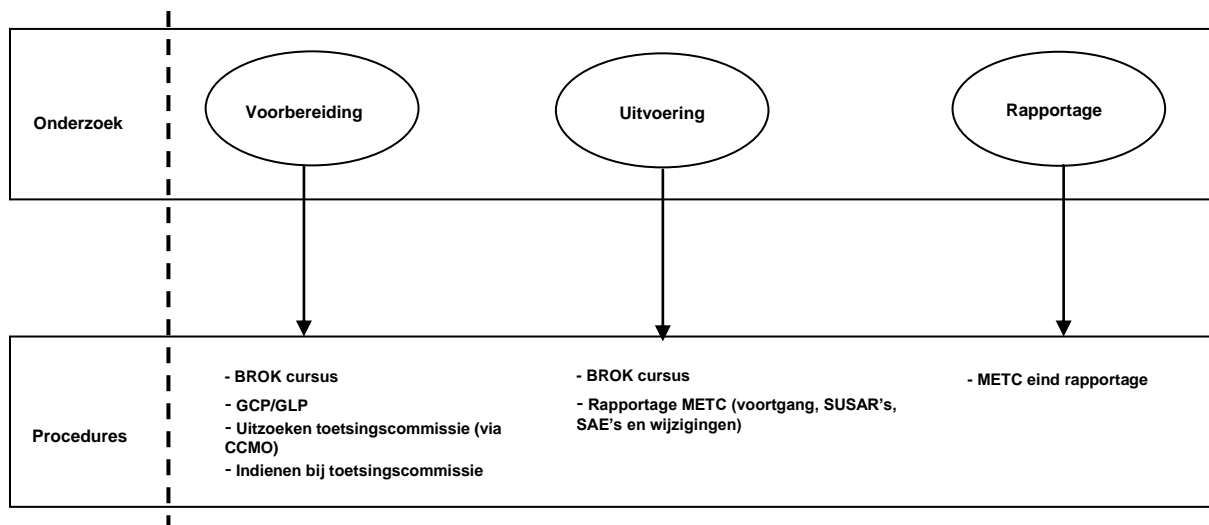 Onderzoek
Voorbereiding
Uitvoering
Rapportage
Procedures
- BROK cursus
- GCP/GLP
- Uitzoeken toetsingscommissie (via
CCMO)
- Indienen bij toetsingscommissie
- BROK cursus
- Rapportage METC (voortgang, SUSAR's,
SAE's en wijzigingen)
- METC eind rapportage